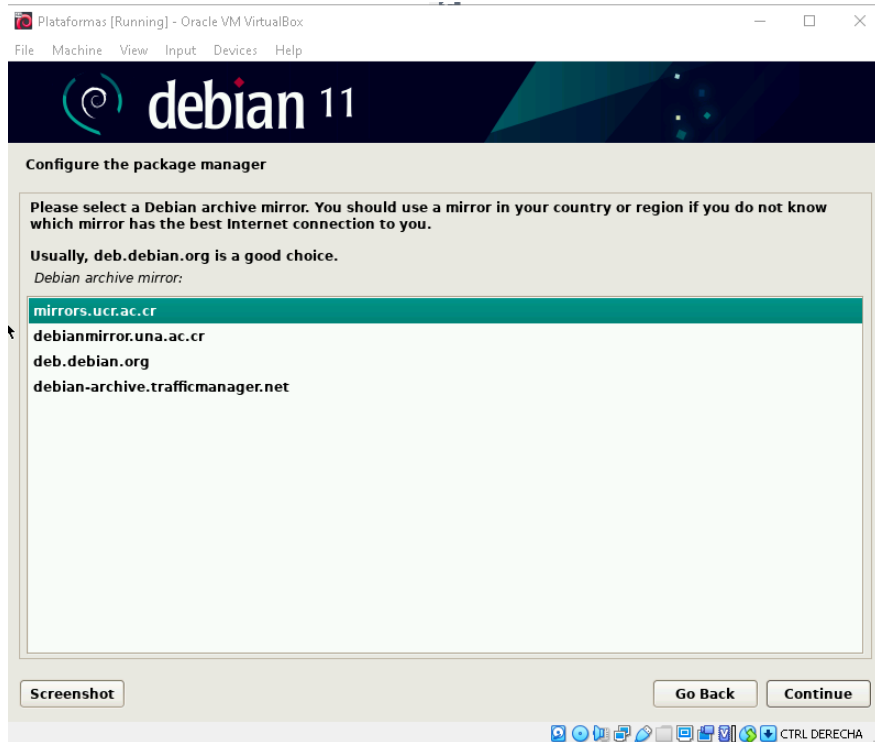 Plataformas [Running] - Oracle VM VirtualBox
File Machine View Input Devices Help
debian 11
Configure the package manager
Please select a Debian archive mirror. You should use a mirror in your country or region if you do not know
which mirror has the best Internet connection to you.
Usually, deb.debian.org is a good choice.
Debian archive mirror:
mirrors.ucr.ac.cr
debianmirror.una.ac.cr
deb.debian.org
debian-archive.trafficmanager.net
Screenshot
Go Back
Continue
CTRL DERECHA